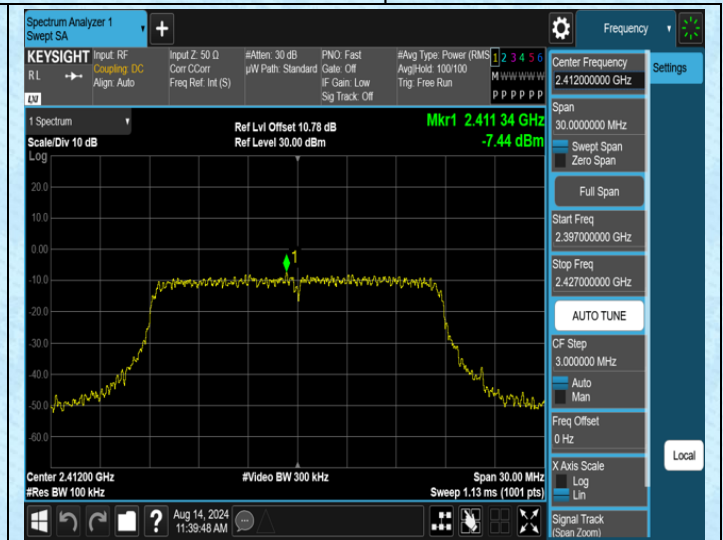 Spectrum Analyzer 1
Swept SA
+
Frequency
KEYSIGHT
RL
LXI
Input: RF
Coupling: DC
Align: Auto
Input Z: 50 Ω
Corr CCorr
Freq Ref: Int (S)
#Atten: 30 dB
µW Path: Standard
PNO: Fast
Gate: Off
IF Gain: Low
Sig Track: Off
#Avg Type: Power (RMS
Avg|Hold: 100/100
Trig: Free Run
1 2 3 4 5 6
M W W W W W
P P P P P P
Center Frequency
2.412000000 GHz
Settings
1 Spectrum
Scale/Div 10 dB
Log
Ref Lvl Offset 10.78 dB
Ref Level 30.00 dBm
Mkr1 2.411 34 GHz
-7.44 dBm
Span
30.0000000 MHz
Swept Span
Zero Span
Full Span
Start Freq
2.397000000 GHz
Stop Freq
2.427000000 GHz
AUTO TUNE
CF Step
3.000000 MHz
Auto
Man
Freq Offset
0 Hz
X Axis Scale
Log
Lin
Signal Track
(Span Zoom)
Local
20.0
10.0
0.00
-10.0
-20.0
-30.0
-40.0
-50.0
-60.0
1
Center 2.41200 GHz
#Res BW 100 kHz
#Video BW 300 kHz
Span 30.00 MHz
Sweep 1.13 ms (1001 pts)
?
Aug 14, 2024
11:39:48 AM